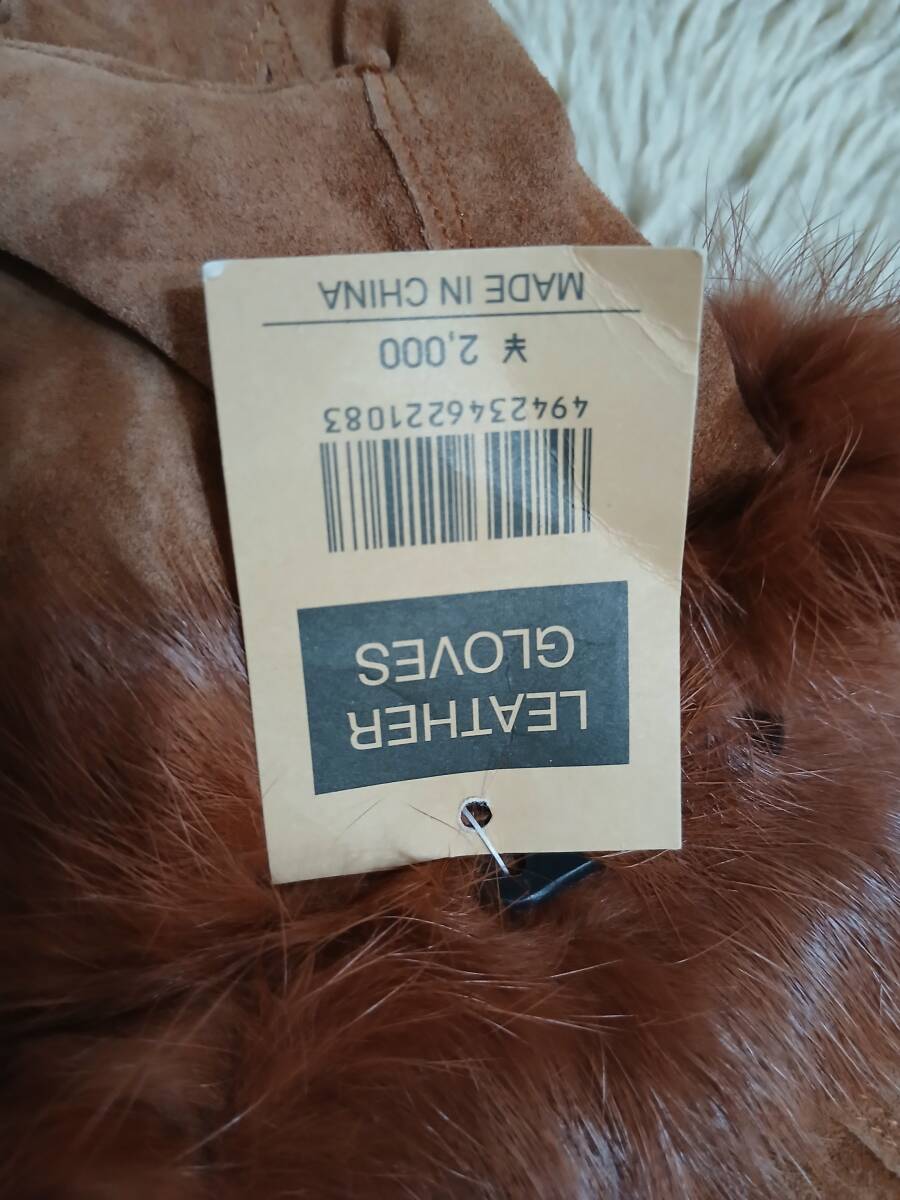 LEATHER
GLOVES
4942346221083
¥ 2,000
MADE IN CHINA